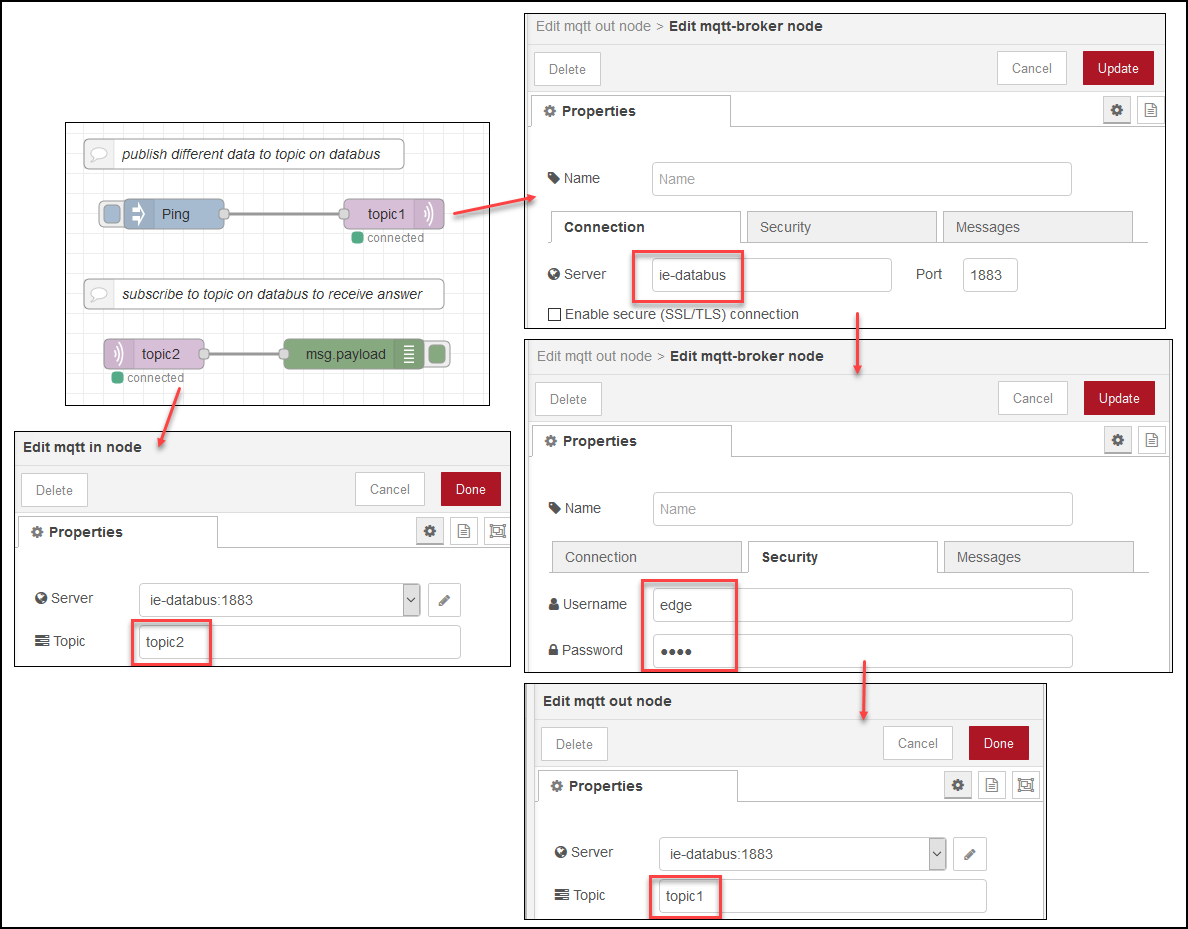 publish different data to topic on databus
Ping
topic1
connected
subscribe to topic on databus to receive answer
topic2
msg.payload
connected
Edit mqtt in node
Delete
Cancel
Done
Properties
Server
ie-databus:1883
Topic
topic2
Edit mqtt out node > Edit mqtt-broker node
Delete
Cancel
Update
Properties
Name
Name
Connection
Security
Messages
Server
ie-databus
Port
1883
Enable secure (SSL/TLS) connection
Edit mqtt out node > Edit mqtt-broker node
Delete
Cancel
Update
Properties
Name
Name
Connection
Security
Messages
Username
edge
Password
••••
Edit mqtt out node
Delete
Cancel
Done
Properties
Server
ie-databus:1883
Topic
topic1